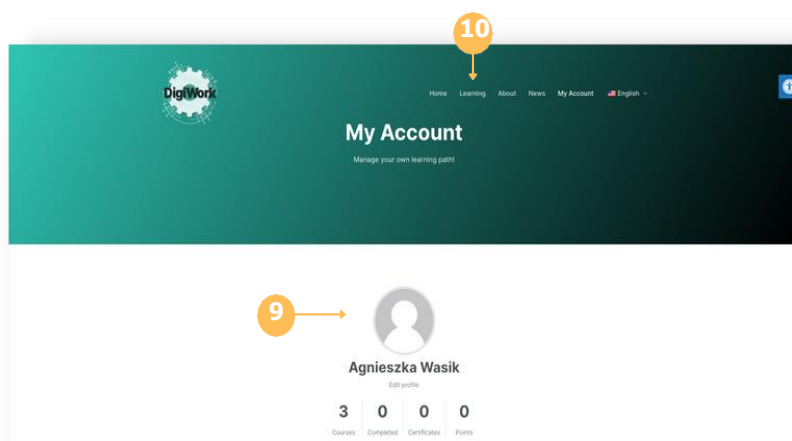 10
DigiWork
Home Learning About News My Account English
My Account
Manage your own learning path!
9
Agnieszka Wasik
Edit profile
3 0 0 0
Courses Completed Certificates Points